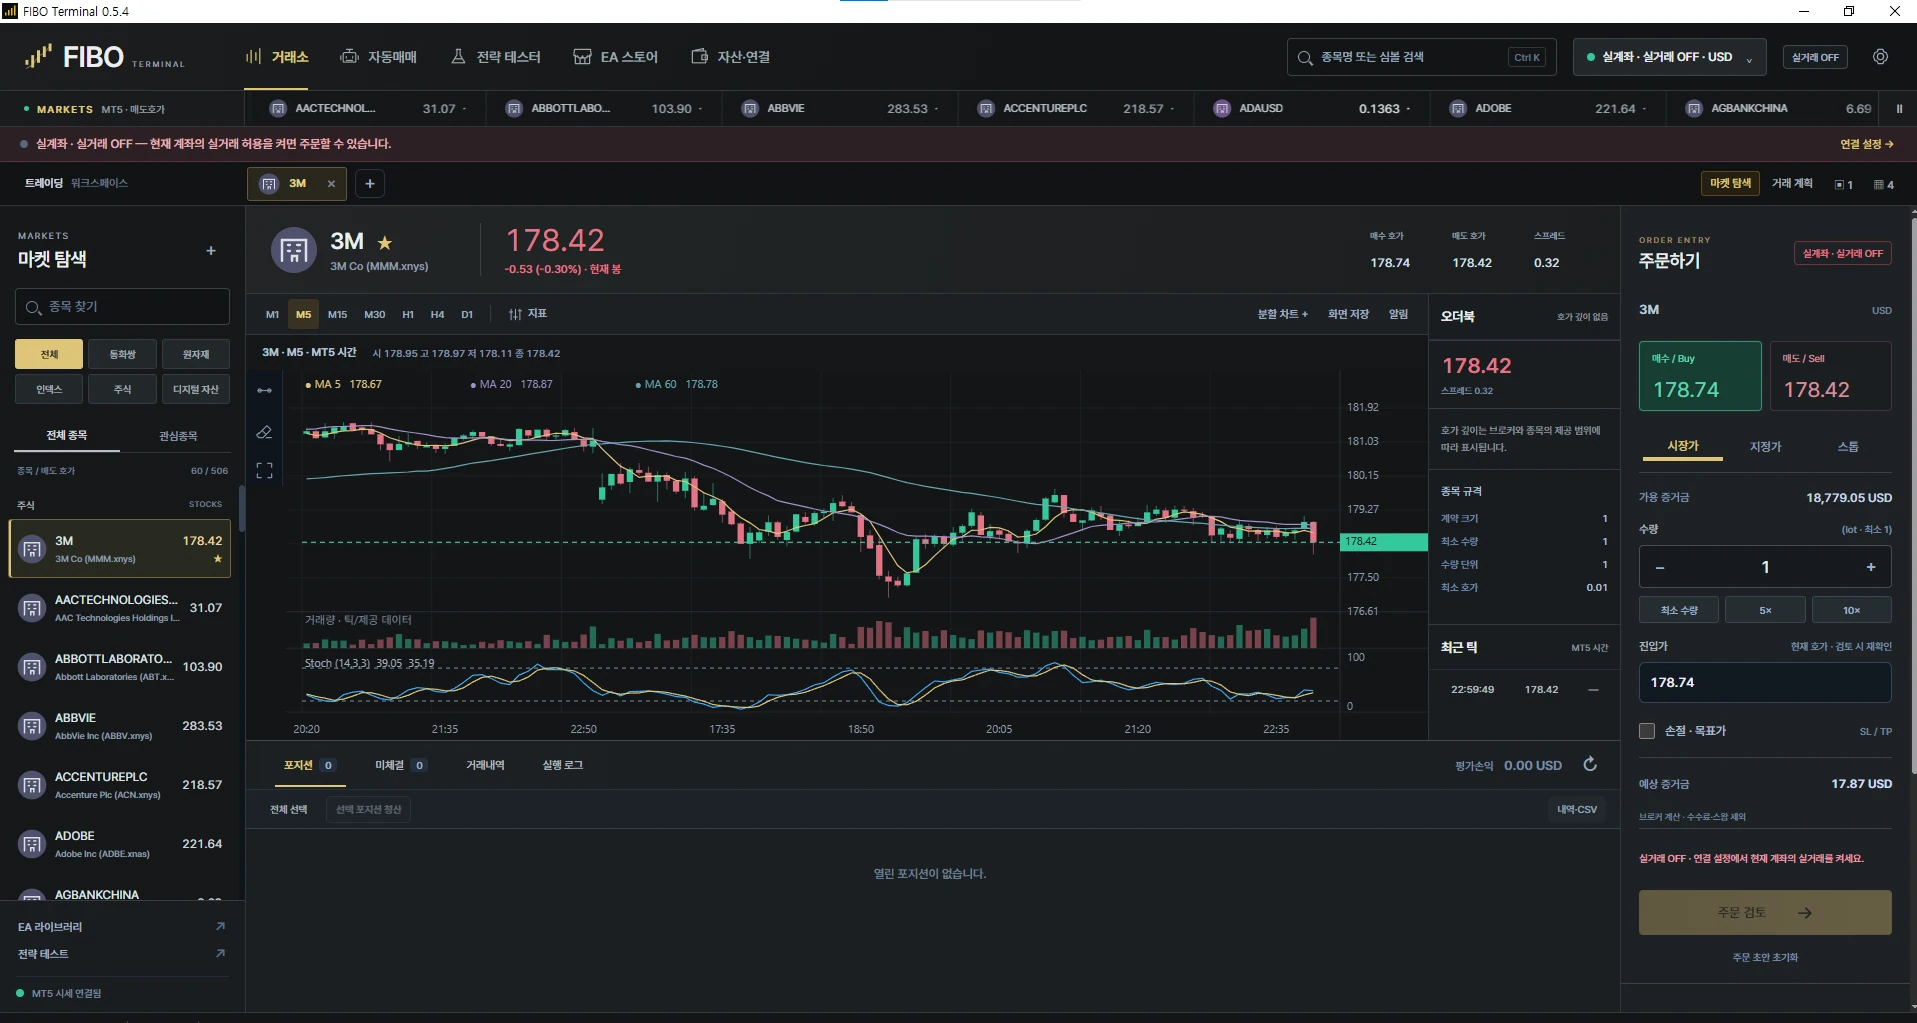 FIBO Terminal 0.5.4
FIBO TERMINAL
거래소
자동매매
전략 테스터
EA 스토어
자산·연결
종목명 또는 심볼 검색
Ctrl K
실계좌 · 실거래 OFF · USD
실거래 OFF
MARKETS MT5 · 매도호가
AACTECHNOL... 31.07 -
ABBOTTLABO... 103.90 -
ABBVIE 283.53 -
ACCENTUREPLC 218.57 -
ADAUSD 0.1363 -
ADOBE 221.64 -
AGBANKCHINA 6.69
실계좌 · 실거래 OFF — 현재 계좌의 실거래 허용을 켜면 주문할 수 있습니다.
연결 설정 →
트레이딩 워크스페이스
3M ×
+
마켓 탐색
거래 계획
1
4
MARKETS
마켓 탐색
+
종목 찾기
전체
통화쌍
원자재
인덱스
주식
디지털 자산
전체 종목
관심종목
종목 / 매도 호가 60 / 506
주식 STOCKS
3M 178.42
3M Co (MMM.xnys) ★
AACTECHNOLOGIES... 31.07
AAC Technologies Holdings I...
ABBOTTLABORATO... 103.90
Abbott Laboratories (ABT.x...
ABBVIE 283.53
AbbVie Inc (ABBV.xnys)
ACCENTUREPLC 218.57
Accenture Plc (ACN.xnys)
ADOBE 221.64
Adobe Inc (ADBE.xnas)
AGBANKCHINA
EA 라이브러리
전략 테스트
MT5 시세 연결됨
3M ★
3M Co (MMM.xnys)
178.42
-0.53 (-0.30%) · 현재 봉
매수 호가 매도 호가 스프레드
178.74 178.42 0.32
M1 M5 M15 M30 H1 H4 D1
지표
분할 차트 + 화면 저장 알림
3M · M5 · MT5 시간 시 178.95 고 178.97 저 178.11 종 178.42
MA 5 178.67
MA 20 178.87
MA 60 178.78
181.92
181.03
180.15
179.27
178.42
177.50
176.61
거래량 · 틱/제공 데이터
Stoch (14,3,3) 39.05 35.19
100
0
20:20 21:35 22:50 17:35 18:50 20:05 21:20 22:35
오더북 호가 깊이 없음
178.42
스프레드 0.32
호가 깊이는 브로커와 종목의 제공 범위에
따라 표시됩니다.
종목 규격
계약 크기 1
최소 수량 1
수량 단위 1
최소 호가 0.01
최근 틱 MT5 시간
22:59:49 178.42 —
포지션 0
미체결 0
거래내역
실행 로그
평가손익 0.00 USD
전체 선택
선택 포지션 청산
내역·CSV
열린 포지션이 없습니다.
ORDER ENTRY
주문하기
실계좌 · 실거래 OFF
3M USD
매수 / Buy
178.74
매도 / Sell
178.42
시장가 지정가 스톱
가용 증거금 18,779.05 USD
수량 (lot · 최소 1)
− 1 +
최소 수량 5× 10×
진입가 현재 호가 · 검토 시 재확인
178.74
손절 · 목표가 SL / TP
예상 증거금 17.87 USD
브로커 계산 · 수수료·스왑 제외
실거래 OFF · 연결 설정에서 현재 계좌의 실거래를 켜세요.
주문 검토 →
주문 초안 초기화